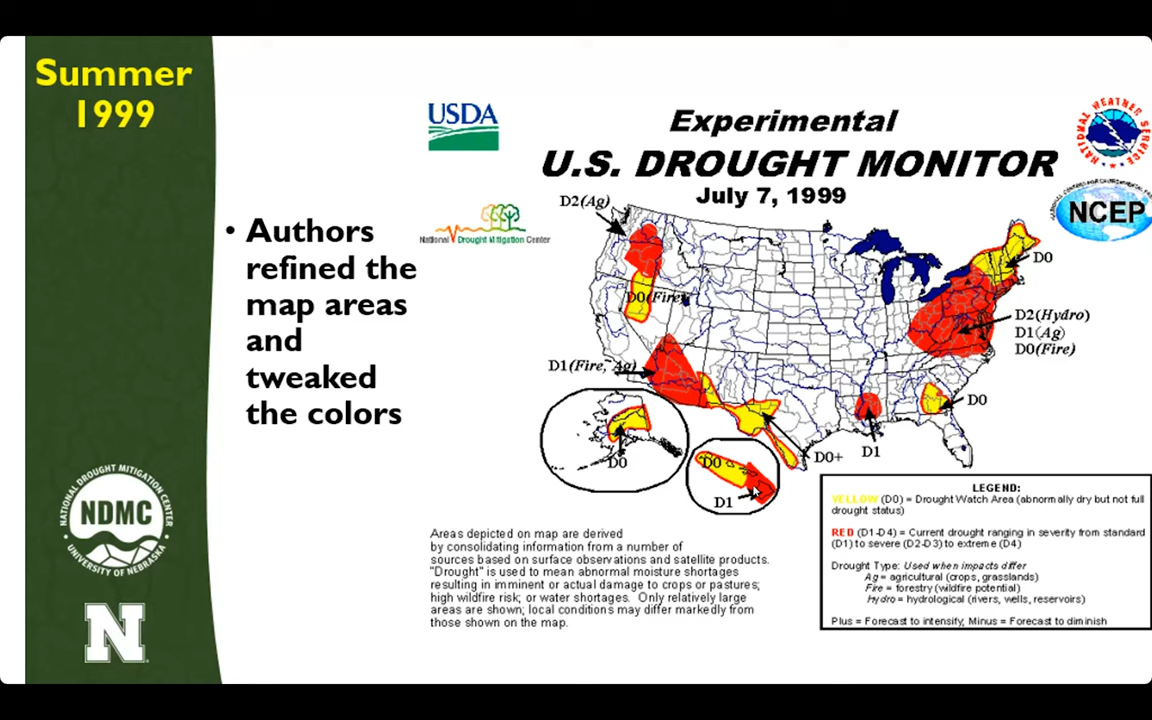 Summer
1999
• Authors
refined the
map areas
and
tweaked
the colors
NATIONAL DROUGHT MITIGATION CENTER
NDMC
UNIVERSITY OF NEBRASKA
N
USDA
National Drought Mitigation Center
Experimental
U.S. DROUGHT MONITOR
July 7, 1999
NATIONAL WEATHER SERVICE
NCEP
D2(Ag)
D0(Fire)
D1(Fire, Ag)
D0
D2(Hydro)
D1(Ag)
D0(Fire)
D0
D1
D0+
D0
D0
D1
Areas depicted on map are derived
by consolidating information from a number of
sources based on surface observations and satellite products.
"Drought" is used to mean abnormal moisture shortages
resulting in imminent or actual damage to crops or pastures;
high wildfire risk; or water shortages. Only relatively large
areas are shown; local conditions may differ markedly from
those shown on the map.
LEGEND:
YELLOW (D0) = Drought Watch Area (abnormally dry but not full
drought status)
RED (D1-D4) = Current drought ranging in severity from standard
(D1) to severe (D2-D3) to extreme (D4)
Drought Type: Used when impacts differ
Ag = agricultural (crops, grasslands)
Fire = forestry (wildfire potential)
Hydro = hydrological (rivers, wells, reservoirs)
Plus = Forecast to intensify; Minus = Forecast to diminish